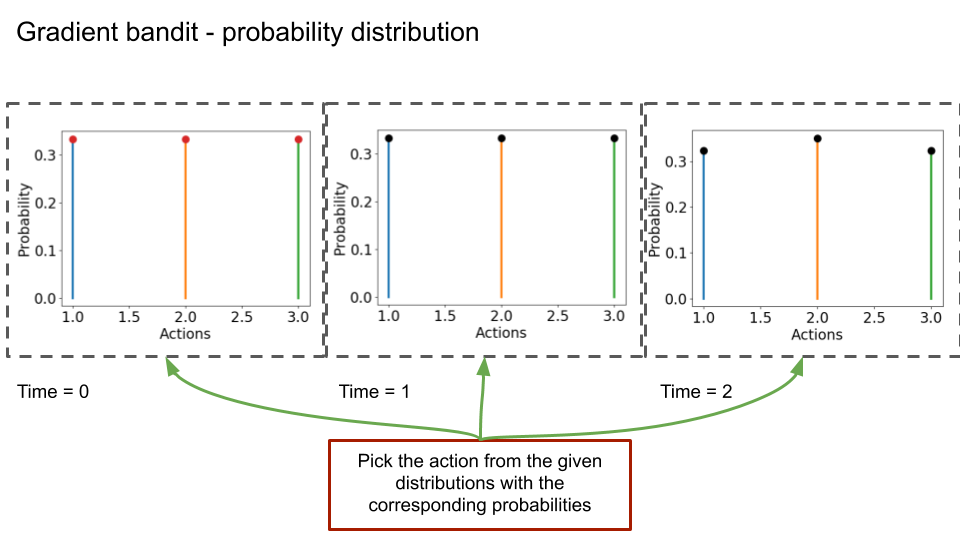 Gradient bandit - probability distribution
Probability
0.3
0.2
0.1
0.0
1.0 1.5 2.0 2.5 3.0
Actions
Probability
0.3
0.2
0.1
0.0
1.0 1.5 2.0 2.5 3.0
Actions
Probability
0.3
0.2
0.1
0.0
1.0 1.5 2.0 2.5 3.0
Actions
Time = 0
Time = 1
Time = 2
Pick the action from the given
distributions with the
corresponding probabilities